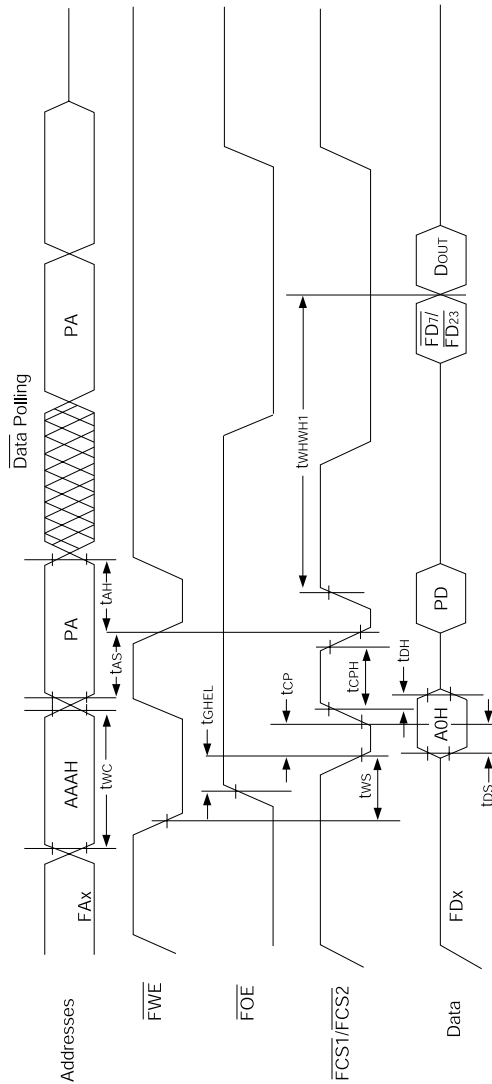 Data Polling
Addresses
FAx
AAAH
PA
PA
tWC
tAS
tAH
FWE
tGHEL
FOE
tCP
tWHWH1
FCS1/FCS2
tWS
tCPH
tDH
Data
FDx
A0H
PD
FD7/
FD23
DOUT
tDS